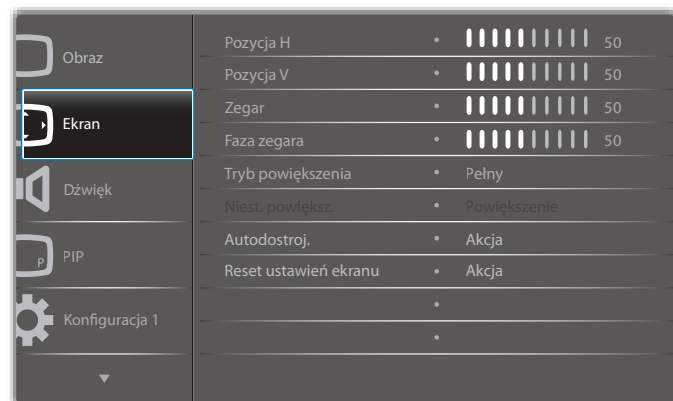 Obraz
Ekran
Dźwięk
P
PIP
Konfiguracja 1
Pozycja H • 50
Pozycja V • 50
Zegar • 50
Faza zegara • 50
Tryb powiększenia • Pełny
Niest. powiększ. • Powiększenie
Autodostroj. • Akcja
Reset ustawień ekranu • Akcja
•
•